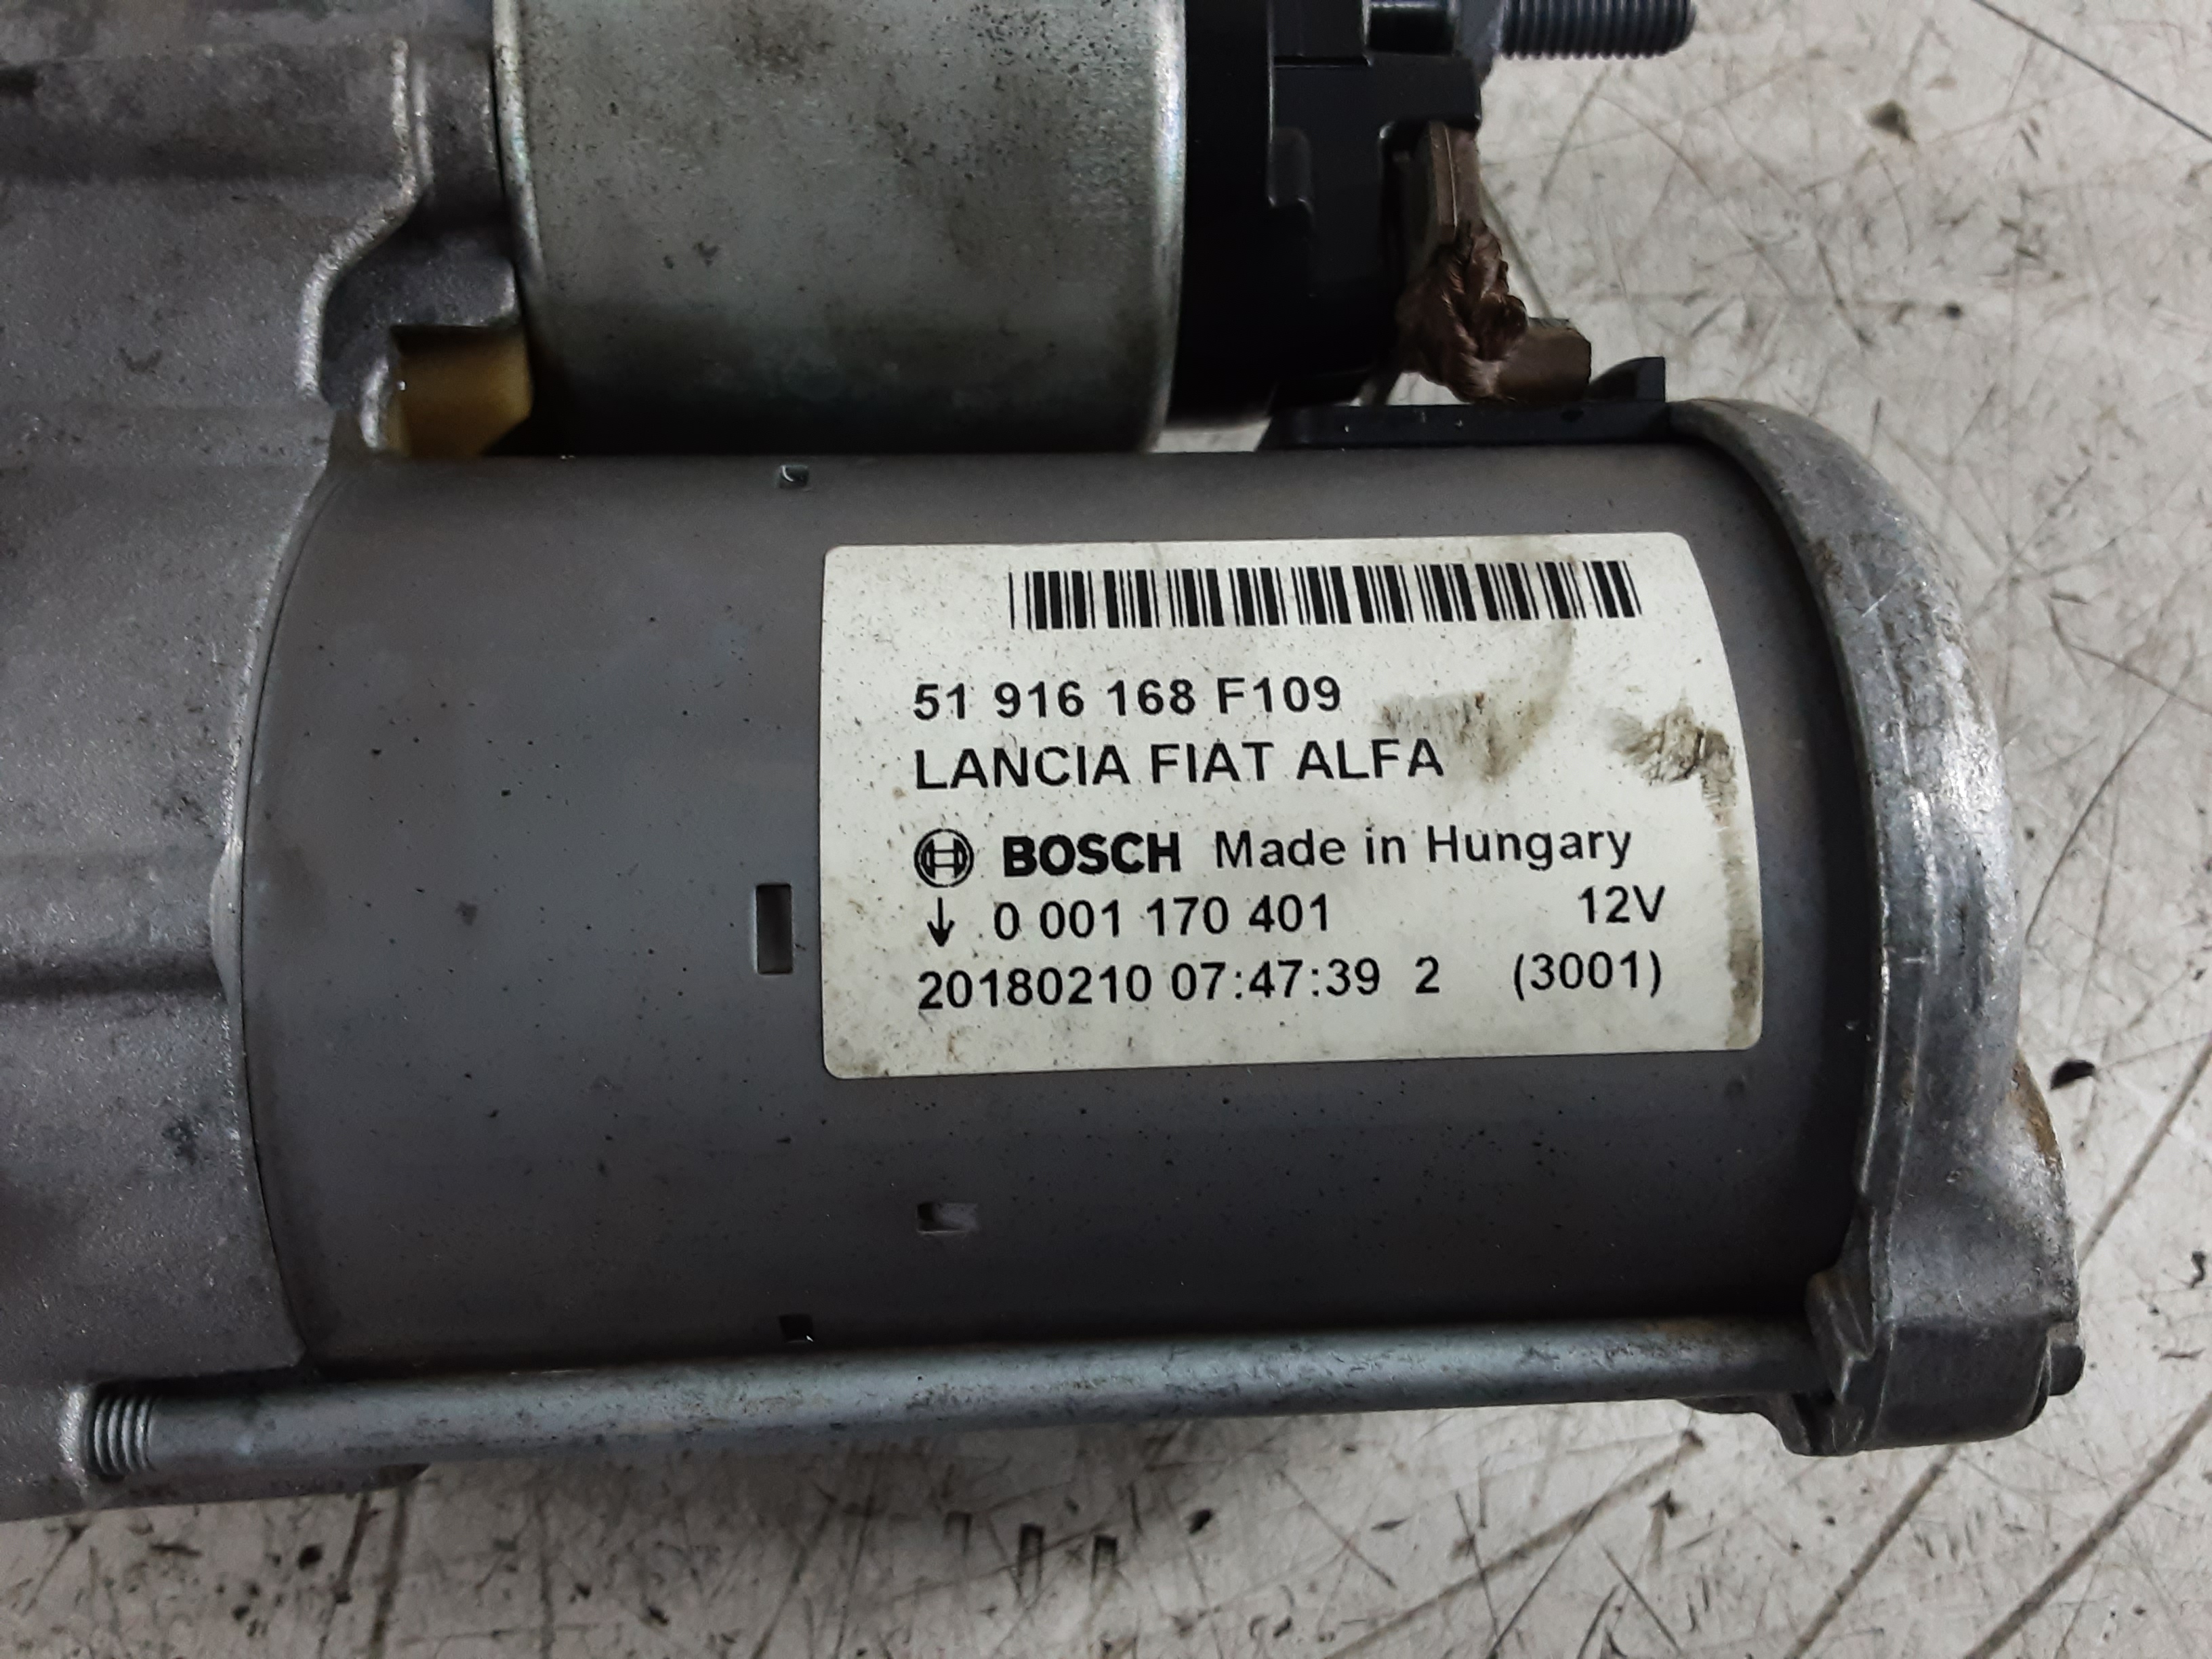 51 916 168 F109
LANCIA FIAT ALFA
BOSCH Made in Hungary
↓ 0 001 170 401 12V
20180210 07:47:39 2 (3001)